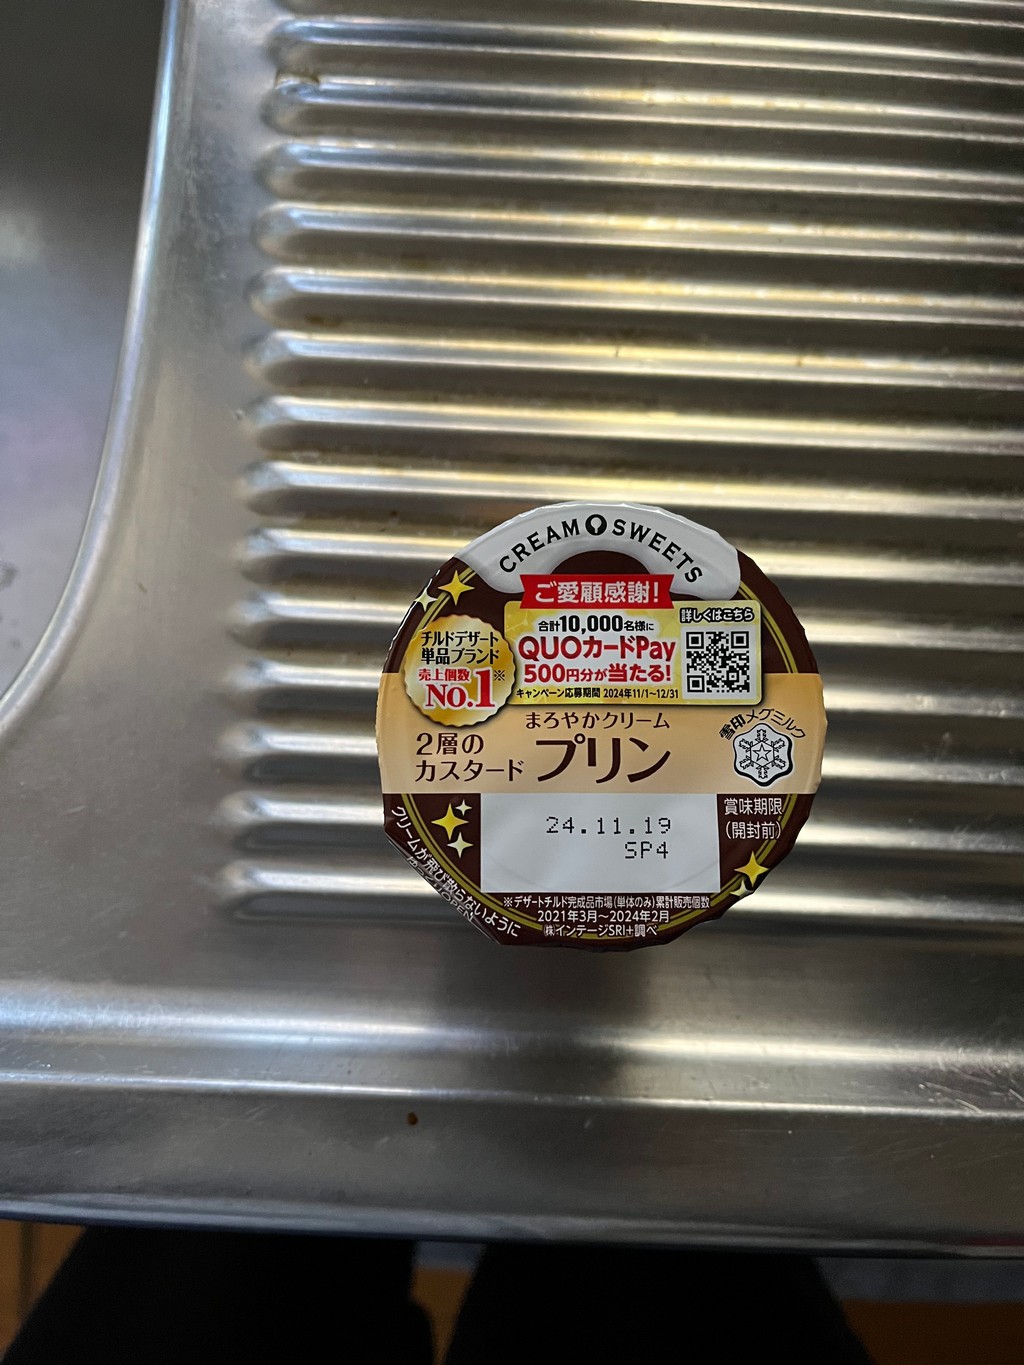 CREAM SWEETS
ご愛顧感謝!
合計10,000名様に
QUOカードPay
500円分が当たる!
キャンペーン応募期間 2024年11/1~12/31
詳しくはこちら
チルドデザート
単品ブランド
売上個数※
No.1
まろやかクリーム
プリン
2層の
カスタード
雪印メグミルク
賞味期限
(開封前)
24.11.19
SP4
クリームが飛び散らないように
OPEN
※デザートチルド完成品市場(単体のみ)累計販売個数
2021年3月~2024年2月
㈱インテージSRI+調べ